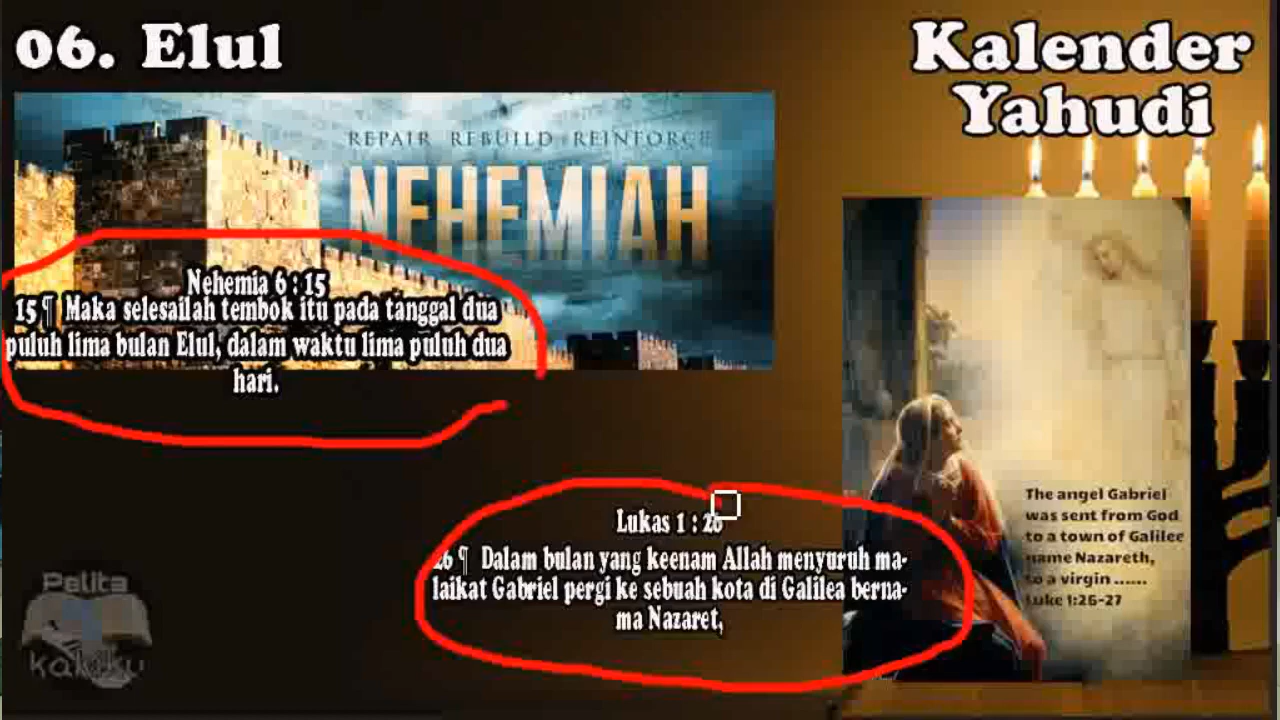 06. Elul
Kalender
Yahudi
REPAIR REBUILD REINFORCE
NEHEMIAH
Nehemia 6 : 15
15 ¶ Maka selesailah tembok itu pada tanggal dua
puluh lima bulan Elul, dalam waktu lima puluh dua
hari.
Lukas 1 : 26
26 ¶ Dalam bulan yang keenam Allah menyuruh ma-
laikat Gabriel pergi ke sebuah kota di Galilea berna-
ma Nazaret,
The angel Gabriel
was sent from God
to a town of Galilee
name Nazareth,
to a virgin ......
Luke 1:26-27
Pelita
kakiku